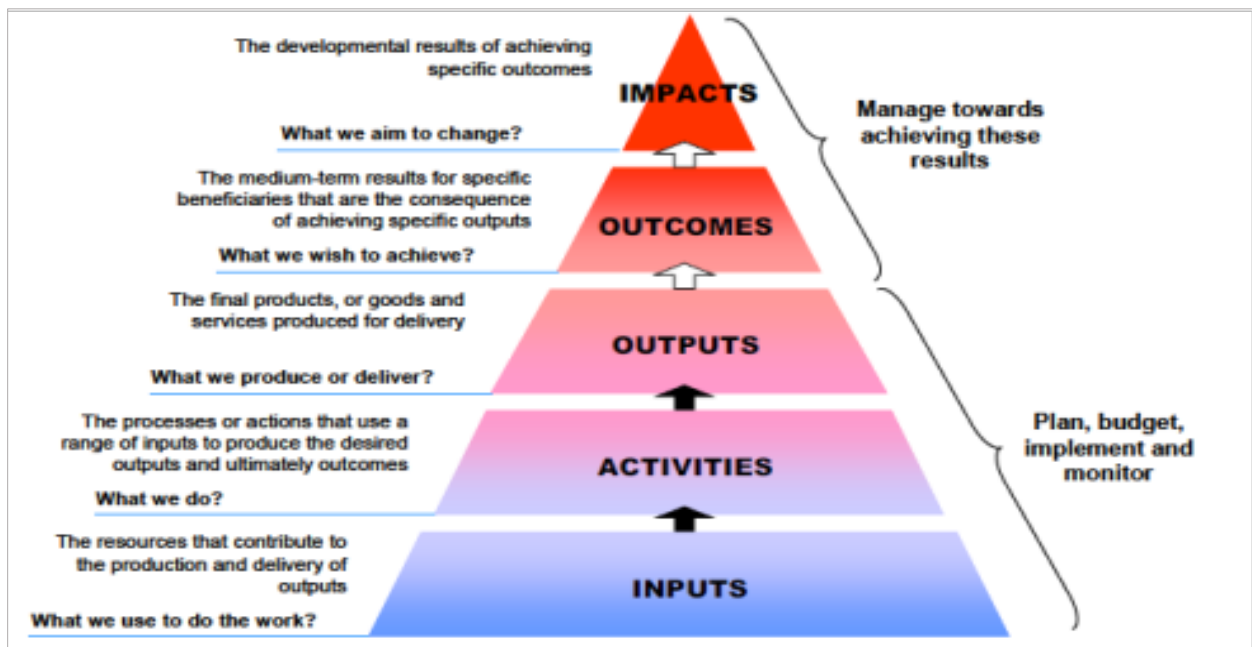 The developmental results of achieving
specific outcomes
IMPACTS
What we aim to change?
Manage towards
achieving these
results
The medium-term results for specific
beneficiaries that are the consequence
of achieving specific outputs
OUTCOMES
What we wish to achieve?
The final products, or goods and
services produced for delivery
OUTPUTS
What we produce or deliver?
The processes or actions that use a
range of inputs to produce the desired
outputs and ultimately outcomes
ACTIVITIES
What we do?
Plan, budget,
implement and
monitor
The resources that contribute to
the production and delivery of
outputs
INPUTS
What we use to do the work?